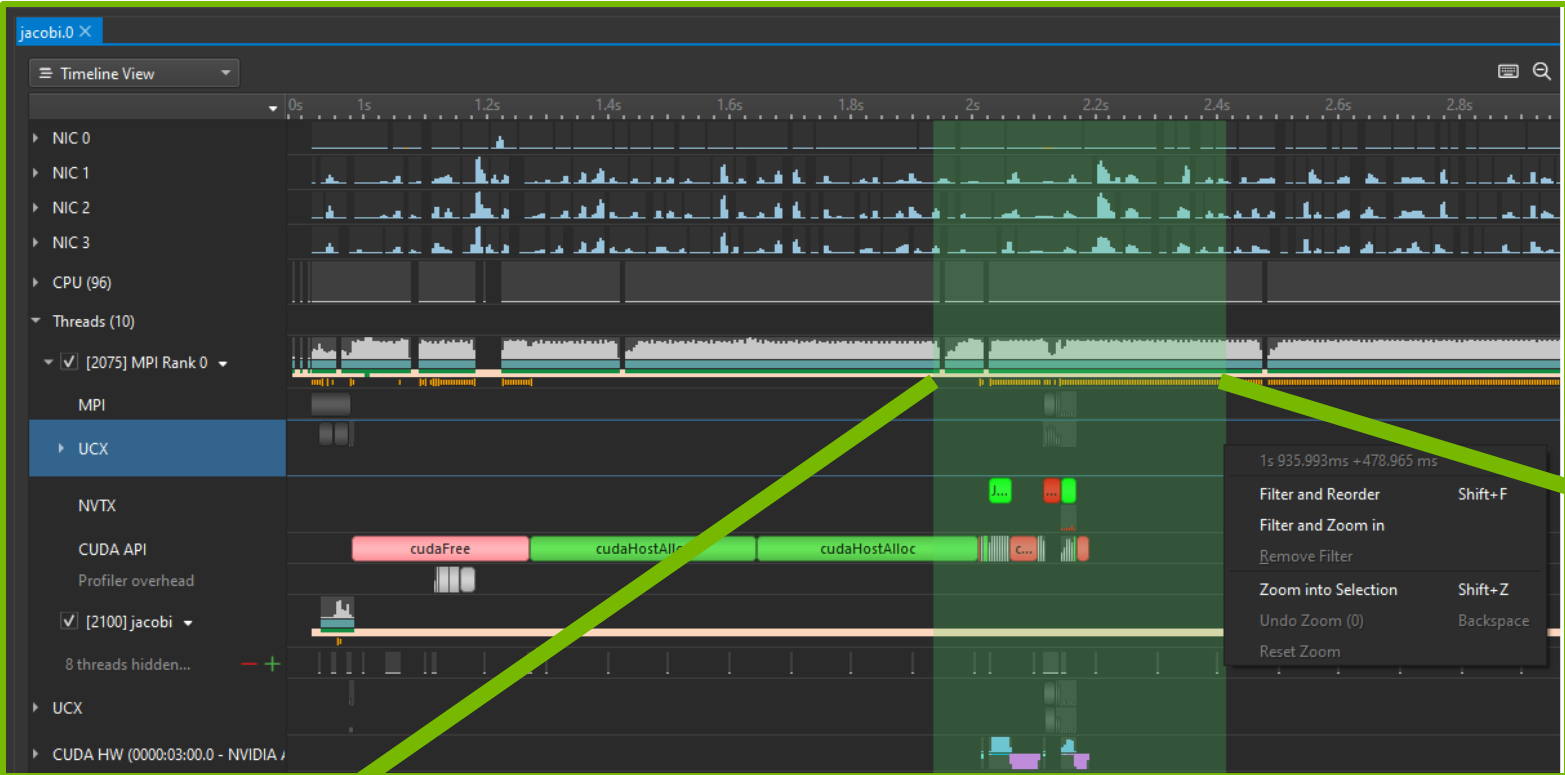 jacobi.0
Timeline View
0s 1s 1.2s 1.4s 1.6s 1.8s 2s 2.2s 2.4s 2.6s 2.8s
NIC 0
NIC 1
NIC 2
NIC 3
CPU (96)
Threads (10)
[2075] MPI Rank 0
MPI
UCX
1s 935.993ms +478.965 ms
Filter and Reorder Shift+F
NVTX J... ...
Filter and Zoom in
CUDA API cudaFree cudaHostAlloc cudaHostAlloc c...
Remove Filter
Profiler overhead
Zoom into Selection Shift+Z
[2100] jacobi
Undo Zoom (0) Backspace
Reset Zoom
8 threads hidden... − +
UCX
CUDA HW (0000:03:00.0 - NVIDIA